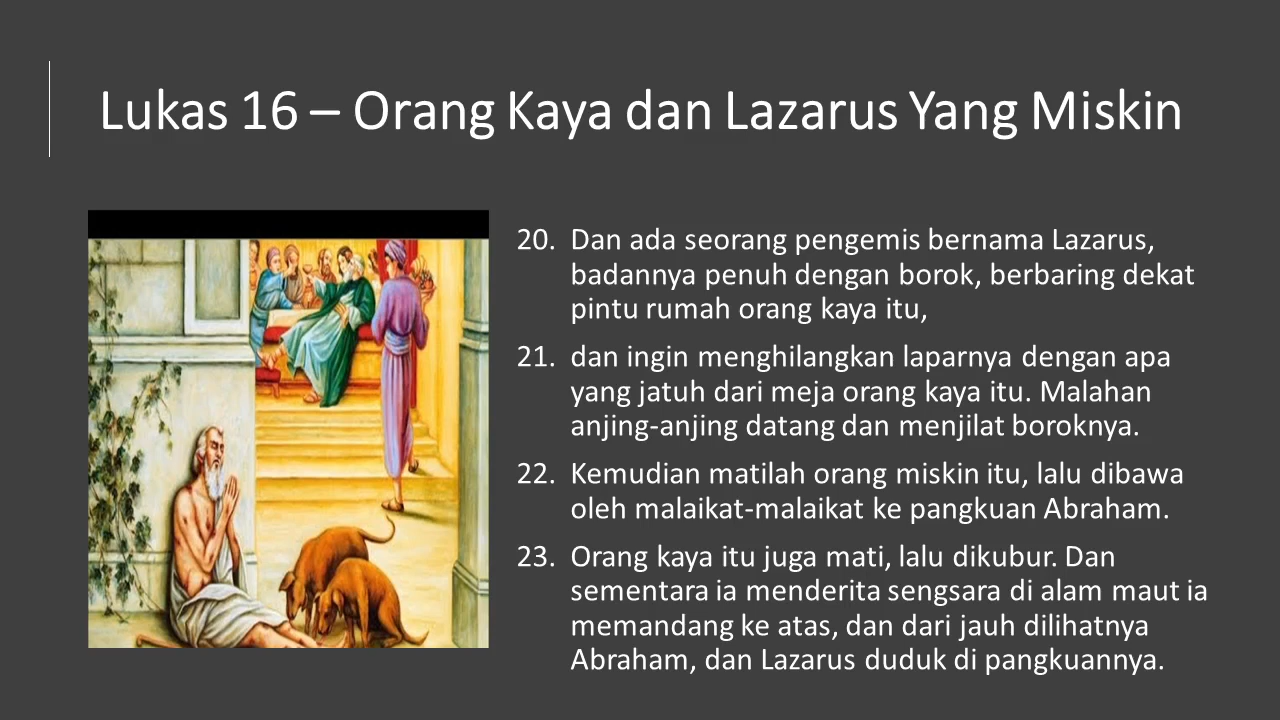 Lukas 16 – Orang Kaya dan Lazarus Yang Miskin
20. Dan ada seorang pengemis bernama Lazarus,
badannya penuh dengan borok, berbaring dekat
pintu rumah orang kaya itu,
21. dan ingin menghilangkan laparnya dengan apa
yang jatuh dari meja orang kaya itu. Malahan
anjing-anjing datang dan menjilat boroknya.
22. Kemudian matilah orang miskin itu, lalu dibawa
oleh malaikat-malaikat ke pangkuan Abraham.
23. Orang kaya itu juga mati, lalu dikubur. Dan
sementara ia menderita sengsara di alam maut ia
memandang ke atas, dan dari jauh dilihatnya
Abraham, dan Lazarus duduk di pangkuannya.